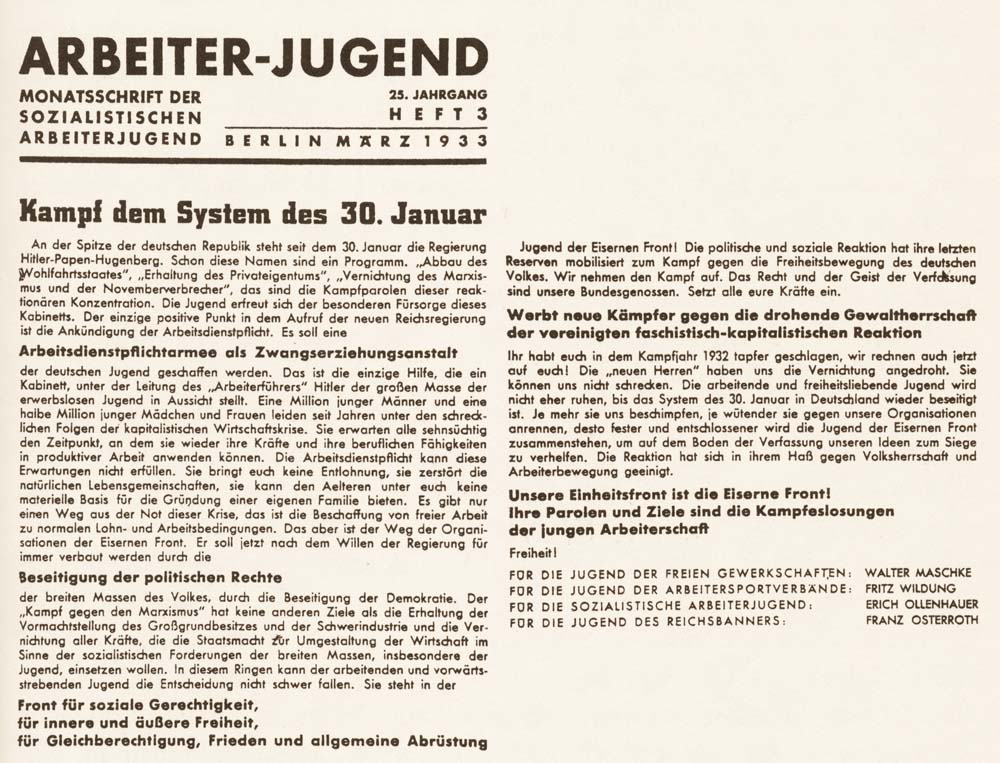 ARBEITER-JUGEND
MONATSSCHRIFT DER
SOZIALISTISCHEN
ARBEITERJUGEND
25. JAHRGANG
HEFT 3
BERLIN MÄRZ 1933
Kampf dem System des 30. Januar
An der Spitze der deutschen Republik steht seit dem 30. Januar die Regierung
Hitler-Papen-Hugenberg. Schon diese Namen sind ein Programm. „Abbau des
Wohlfahrtsstaates", „Erhaltung des Privateigentums", „Vernichtung des Marxis-
mus und der Novemberverbrecher", das sind die Kampfparolen dieser reak-
tionären Konzentration. Die Jugend erfreut sich der besonderen Fürsorge dieses
Kabinetts. Der einzige positive Punkt in dem Aufruf der neuen Reichsregierung
ist die Ankündigung der Arbeitsdienstpflicht. Es soll eine
Arbeitsdienstpflichtarmee als Zwangserziehungsanstalt
der deutschen Jugend geschaffen werden. Das ist die einzige Hilfe, die ein
Kabinett, unter der Leitung des „Arbeiterführers" Hitler der großen Masse der
erwerbslosen Jugend in Aussicht stellt. Eine Million junger Männer und eine
halbe Million junger Mädchen und Frauen leiden seit Jahren unter den schreck-
lichen Folgen der kapitalistischen Wirtschaftskrise. Sie erwarten alle sehnsüchtig
den Zeitpunkt, an dem sie wieder ihre Kräfte und ihre beruflichen Fähigkeiten
in produktiver Arbeit anwenden können. Die Arbeitsdienstpflicht kann diese
Erwartungen nicht erfüllen. Sie bringt euch keine Entlohnung, sie zerstört die
natürlichen Lebensgemeinschaften, sie kann den Aelteren unter euch keine
materielle Basis für die Gründung einer eigenen Familie bieten. Es gibt nur
einen Weg aus der Not dieser Krise, das ist die Beschaffung von freier Arbeit
zu normalen Lohn- und Arbeitsbedingungen. Das aber ist der Weg der Organi-
sationen der Eisernen Front. Er soll jetzt nach dem Willen der Regierung für
immer verbaut werden durch die
Beseitigung der politischen Rechte
der breiten Massen des Volkes, durch die Beseitigung der Demokratie. Der
„Kampf gegen den Marxismus" hat keine anderen Ziele als die Erhaltung der
Vormachtstellung des Großgrundbesitzes und der Schwerindustrie und die Ver-
nichtung aller Kräfte, die die Staatsmacht zur Umgestaltung der Wirtschaft im
Sinne der sozialistischen Forderungen der breiten Massen, insbesondere der
Jugend, einsetzen wollen. In diesem Ringen kann der arbeitenden und vorwärts-
strebenden Jugend die Entscheidung nicht schwer fallen. Sie steht in der
Front für soziale Gerechtigkeit,
für innere und äußere Freiheit,
für Gleichberechtigung, Frieden und allgemeine Abrüstung
Jugend der Eisernen Front! Die politische und soziale Reaktion hat ihre letzten
Reserven mobilisiert zum Kampf gegen die Freiheitsbewegung des deutschen
Volkes. Wir nehmen den Kampf auf. Das Recht und der Geist der Verfassung
sind unsere Bundesgenossen. Setzt alle eure Kräfte ein.
Werbt neue Kämpfer gegen die drohende Gewaltherrschaft
der vereinigten faschistisch-kapitalistischen Reaktion
Ihr habt euch in dem Kampfjahr 1932 tapfer geschlagen, wir rechnen auch jetzt
auf euch! Die „neuen Herren" haben uns die Vernichtung angedroht. Sie
können uns nicht schrecken. Die arbeitende und freiheitsliebende Jugend wird
nicht eher ruhen, bis das System des 30. Januar in Deutschland wieder beseitigt
ist. Je mehr sie uns beschimpfen, je wütender sie gegen unsere Organisationen
anrennen, desto fester und entschlossener wird die Jugend der Eisernen Front
zusammenstehen, um auf dem Boden der Verfassung unseren Ideen zum Siege
zu verhelfen. Die Reaktion hat sich in ihrem Haß gegen Volksherrschaft und
Arbeiterbewegung geeinigt.
Unsere Einheitsfront ist die Eiserne Front!
Ihre Parolen und Ziele sind die Kampfeslosungen
der jungen Arbeiterschaft
Freiheit!
FÜR DIE JUGEND DER FREIEN GEWERKSCHAFTEN: WALTER MASCHKE
FÜR DIE JUGEND DER ARBEITERSPORTVERBÄNDE: FRITZ WILDUNG
FÜR DIE SOZIALISTISCHE ARBEITERJUGEND: ERICH OLLENHAUER
FÜR DIE JUGEND DES REICHSBANNERS: FRANZ OSTERROTH